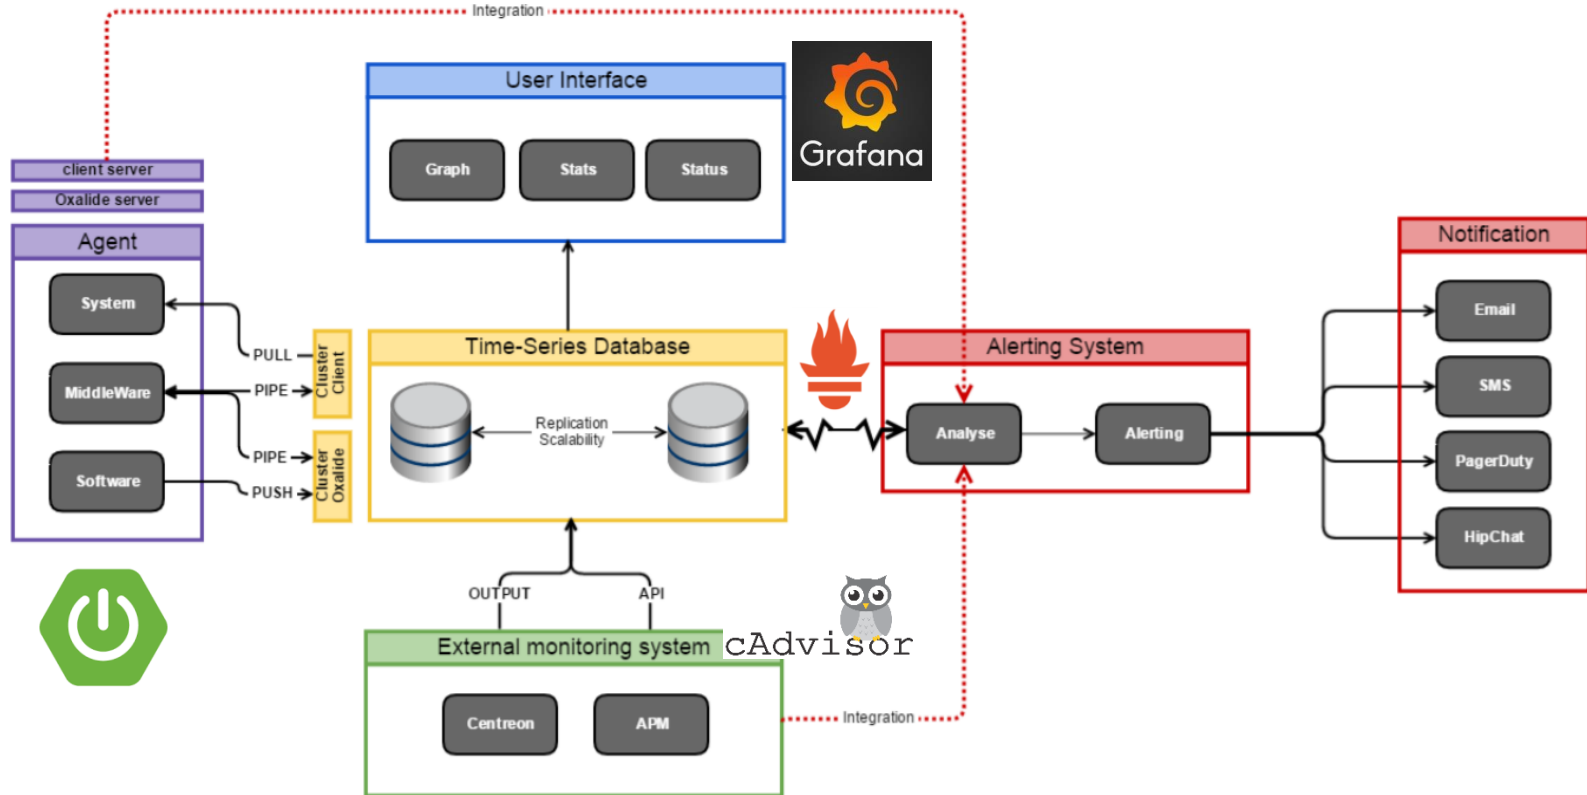 Integration
User Interface
Graph
Stats
Status
Grafana
client server
Oxalide server
Agent
System
MiddleWare
Software
PULL
PIPE
PIPE
PUSH
Cluster
Client
Cluster
Oxalide
Time-Series Database
Replication
Scalability
Alerting System
Analyse
Alerting
Notification
Email
SMS
PagerDuty
HipChat
OUTPUT
API
External monitoring system
cAdvisor
Centreon
APM
Integration